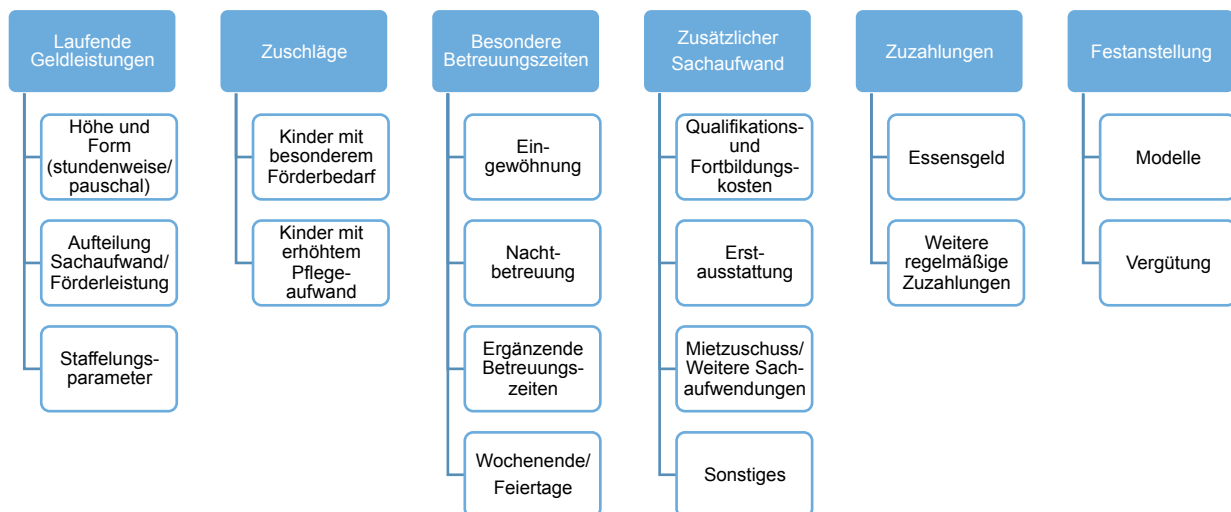 Laufende
Geldleistungen
Höhe und
Form
(stundenweise/
pauschal)
Aufteilung
Sachaufwand/
Förderleistung
Staffelungs-
parameter
Zuschläge
Kinder mit
besonderem
Förderbedarf
Kinder mit
erhöhtem
Pflege-
aufwand
Besondere
Betreuungszeiten
Ein-
gewöhnung
Nacht-
betreuung
Ergänzende
Betreuungs-
zeiten
Wochenende/
Feiertage
Zusätzlicher
Sachaufwand
Qualifikations-
und
Fortbildungs-
kosten
Erst-
ausstattung
Mietzuschuss/
Weitere Sach-
aufwendungen
Sonstiges
Zuzahlungen
Essensgeld
Weitere
regelmäßige
Zuzahlungen
Festanstellung
Modelle
Vergütung